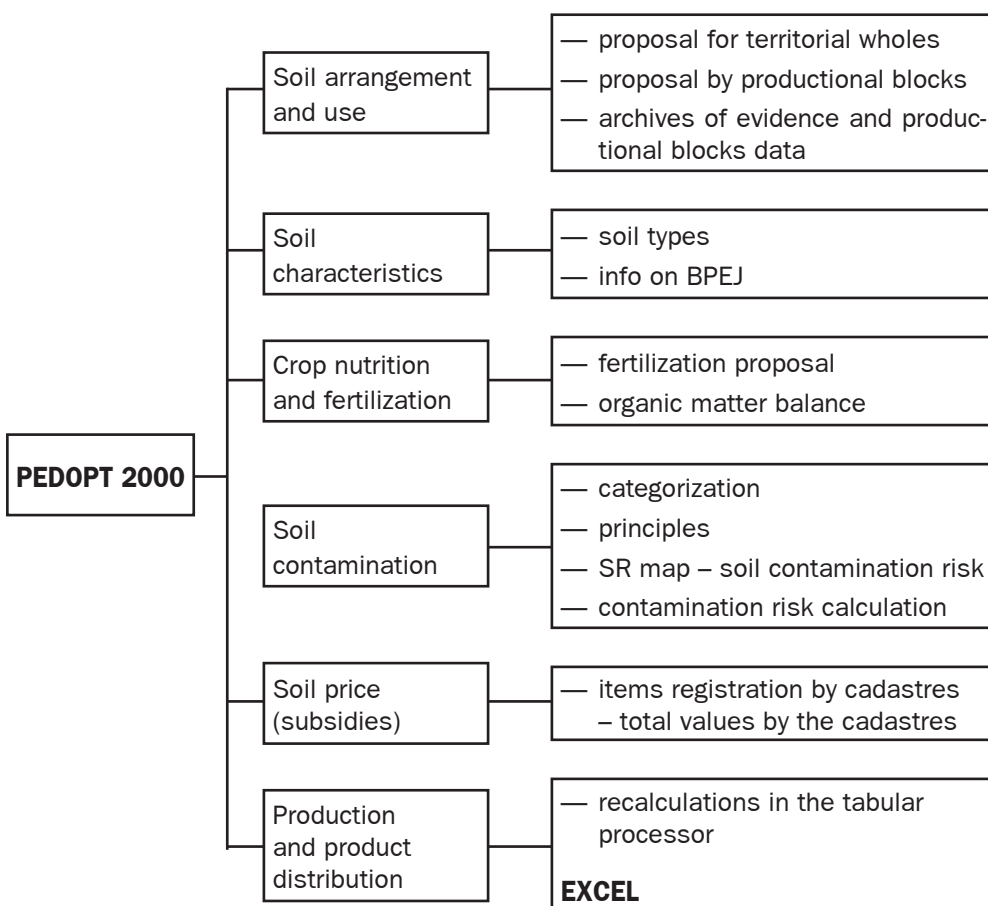 PEDOPT 2000
Soil arrangement
and use
— proposal for territorial wholes
— proposal by productional blocks
— archives of evidence and produc-
tional blocks data
Soil
characteristics
— soil types
— info on BPEJ
Crop nutrition
and fertilization
— fertilization proposal
— organic matter balance
Soil
contamination
— categorization
— principles
— SR map – soil contamination risk
— contamination risk calculation
Soil price
(subsidies)
— items registration by cadastres
– total values by the cadastres
Production
and product
distribution
— recalculations in the tabular
processor
EXCEL